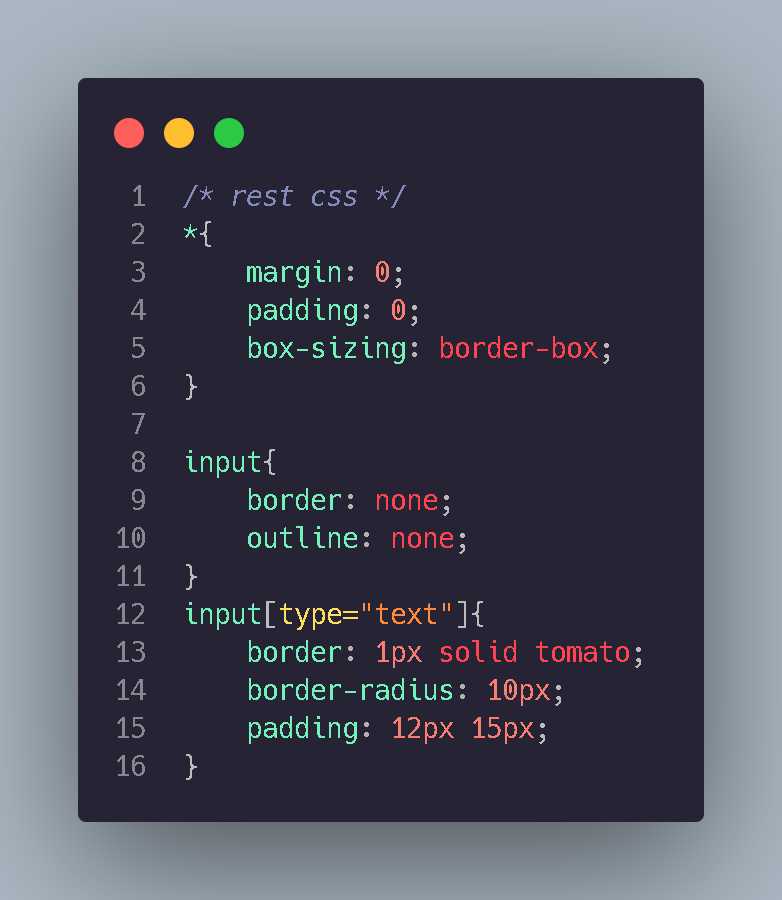 1 /* rest css */
2 *{
3     margin: 0;
4     padding: 0;
5     box-sizing: border-box;
6 }
7
8 input{
9     border: none;
10     outline: none;
11 }
12 input[type="text"]{
13     border: 1px solid tomato;
14     border-radius: 10px;
15     padding: 12px 15px;
16 }